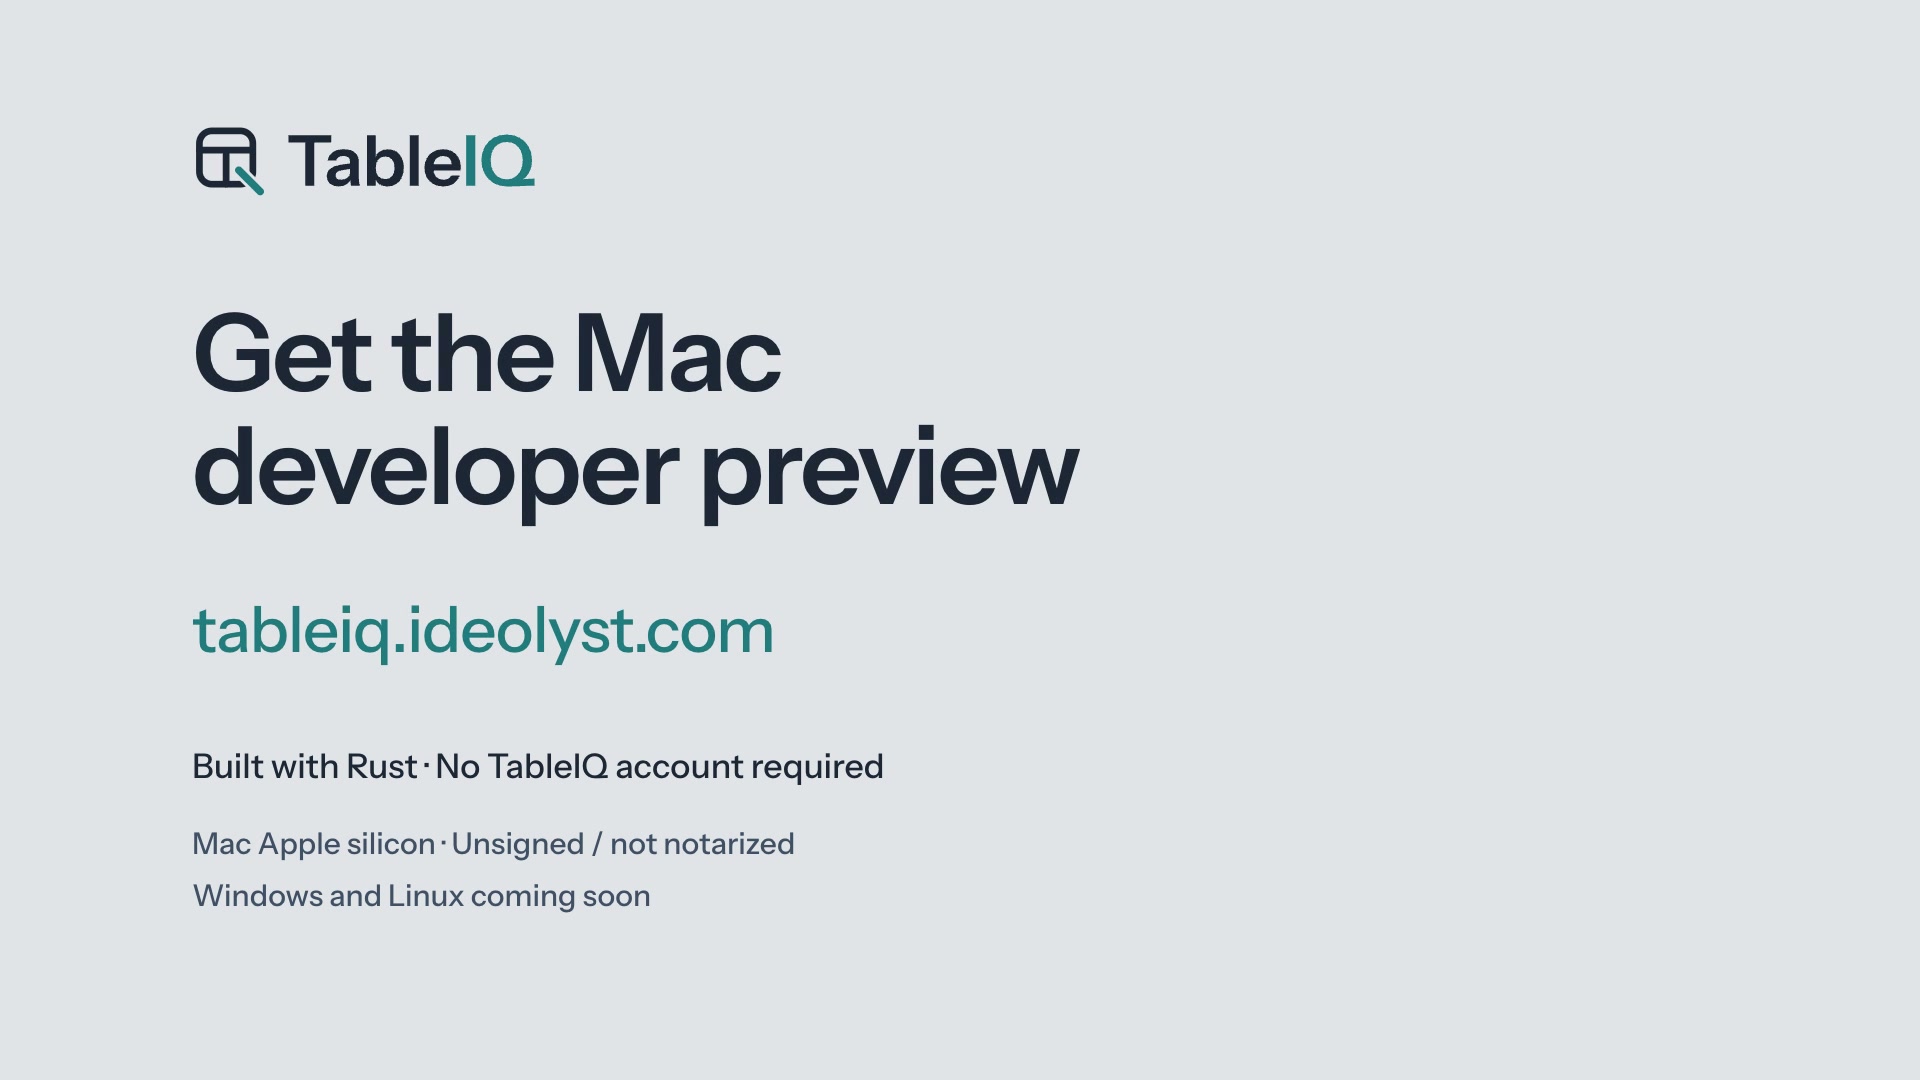 TableIQ
Get the Mac
developer preview
tableiq.ideolyst.com
Built with Rust · No TableIQ account required
Mac Apple silicon · Unsigned / not notarized
Windows and Linux coming soon